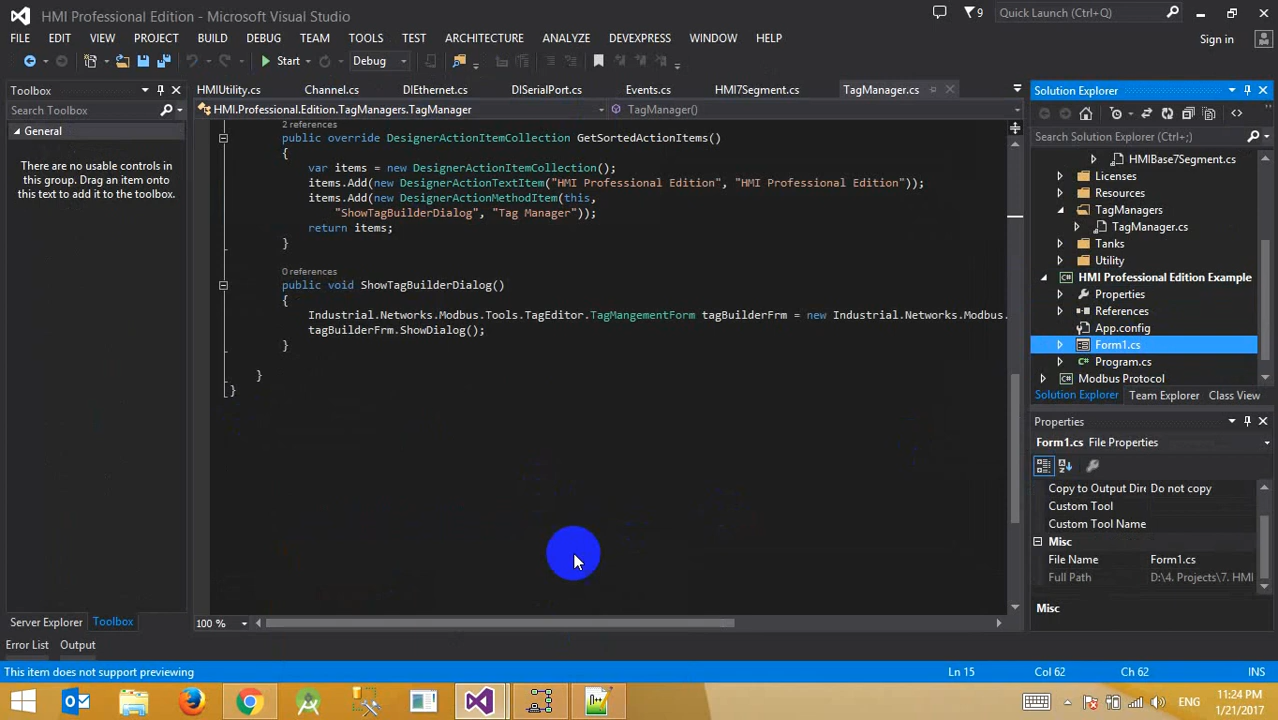 HMI Professional Edition - Microsoft Visual Studio
9
Quick Launch (Ctrl+Q)
FILE EDIT VIEW PROJECT BUILD DEBUG TEAM TOOLS TEST ARCHITECTURE ANALYZE DEVEXPRESS WINDOW HELP
Sign in
Start
Debug
Toolbox
Search Toolbox
General
There are no usable controls in
this group. Drag an item onto
this text to add it to the toolbox.
Server Explorer Toolbox
HMIUtility.cs Channel.cs DIEthernet.cs DISerialPort.cs Events.cs HMI7Segment.cs TagManager.cs
HMI.Professional.Edition.TagManagers.TagManager
TagManager()
2 references
public override DesignerActionItemCollection GetSortedActionItems()
{
var items = new DesignerActionItemCollection();
items.Add(new DesignerActionTextItem("HMI Professional Edition", "HMI Professional Edition"));
items.Add(new DesignerActionMethodItem(this,
"ShowTagBuilderDialog", "Tag Manager"));
return items;
}
0 references
public void ShowTagBuilderDialog()
{
Industrial.Networks.Modbus.Tools.TagEditor.TagMangementForm tagBuilderFrm = new Industrial.Networks.Modbus.
tagBuilderFrm.ShowDialog();
}
}
}
100 %
Solution Explorer
Search Solution Explorer (Ctrl+;)
HMIBase7Segment.cs
Licenses
Resources
TagManagers
TagManager.cs
Tanks
Utility
HMI Professional Edition Example
Properties
References
App.config
Form1.cs
Program.cs
Modbus Protocol
Solution Explorer Team Explorer Class View
Properties
Form1.cs File Properties
Copy to Output Dire Do not copy
Custom Tool
Custom Tool Name
Misc
File Name Form1.cs
Full Path D:\4. Projects\7. HMI
Misc
Error List Output
This item does not support previewing
Ln 15 Col 62 Ch 62 INS
ENG
11:24 PM
1/21/2017